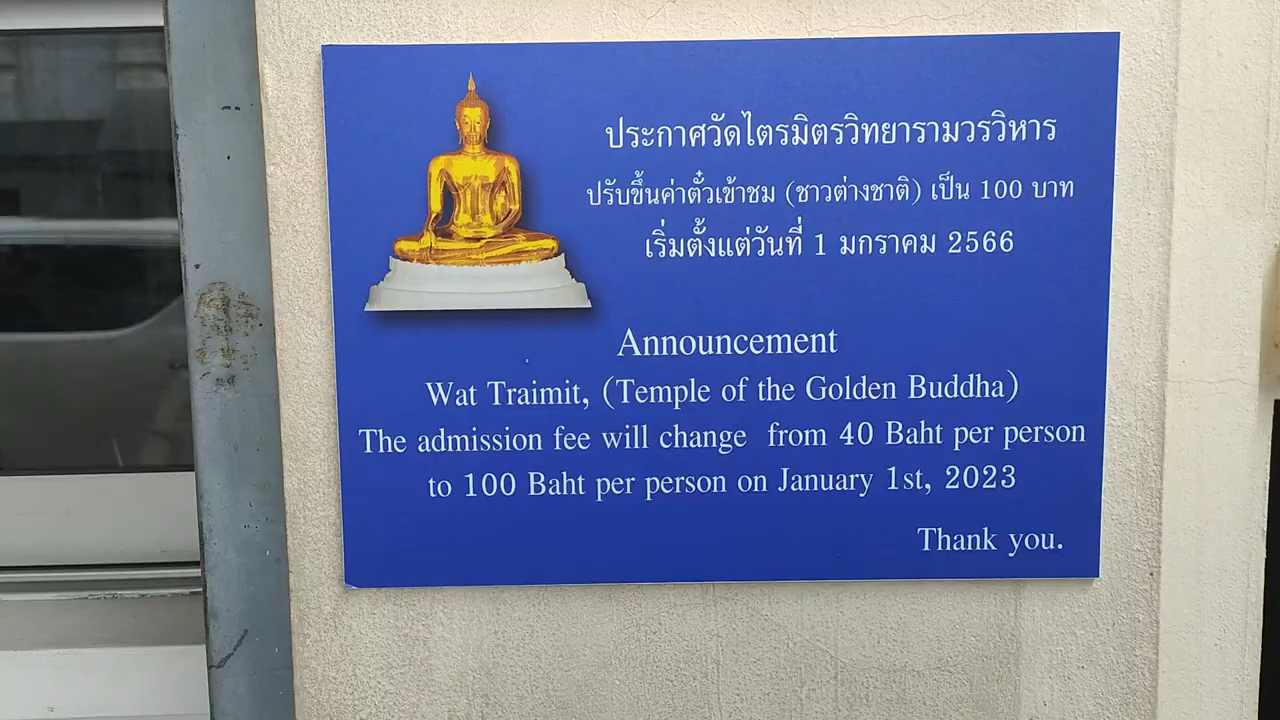 ประกาศวัดไตรมิตรวิทยารามวรวิหาร
ปรับขึ้นค่าตั๋วเข้าชม (ชาวต่างชาติ) เป็น 100 บาท
เริ่มตั้งแต่วันที่ 1 มกราคม 2566
Announcement
Wat Traimit, (Temple of the Golden Buddha)
The admission fee will change from 40 Baht per person
to 100 Baht per person on January 1st, 2023
Thank you.